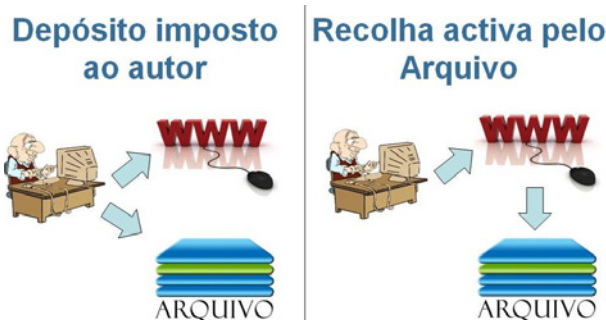 Depósito imposto
ao autor
WWW
ARQUIVO
Recolha activa pelo
Arquivo
WWW
ARQUIVO